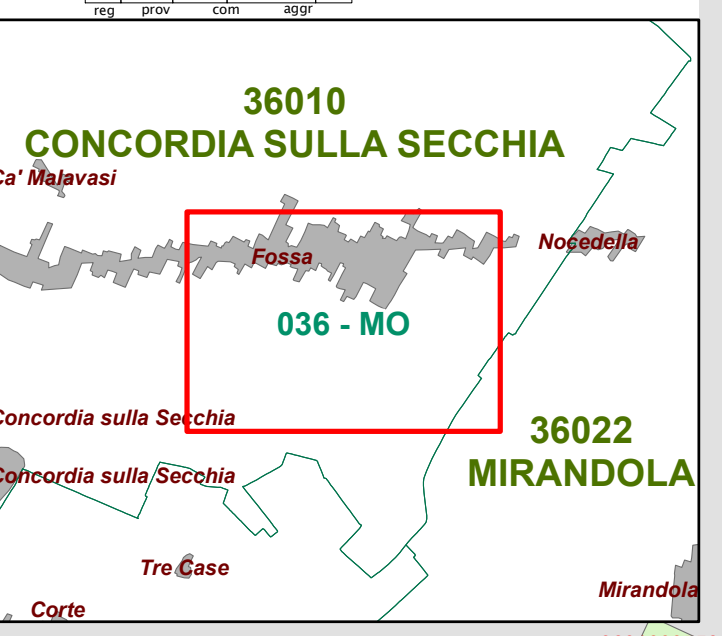 reg prov com aggr
36010
CONCORDIA SULLA SECCHIA
Ca' Malavasi
Nocedella
Fossa
036 - MO
Concordia sulla Secchia
36022
MIRANDOLA
Concordia sulla Secchia
Tre Case
Mirandola
Corte